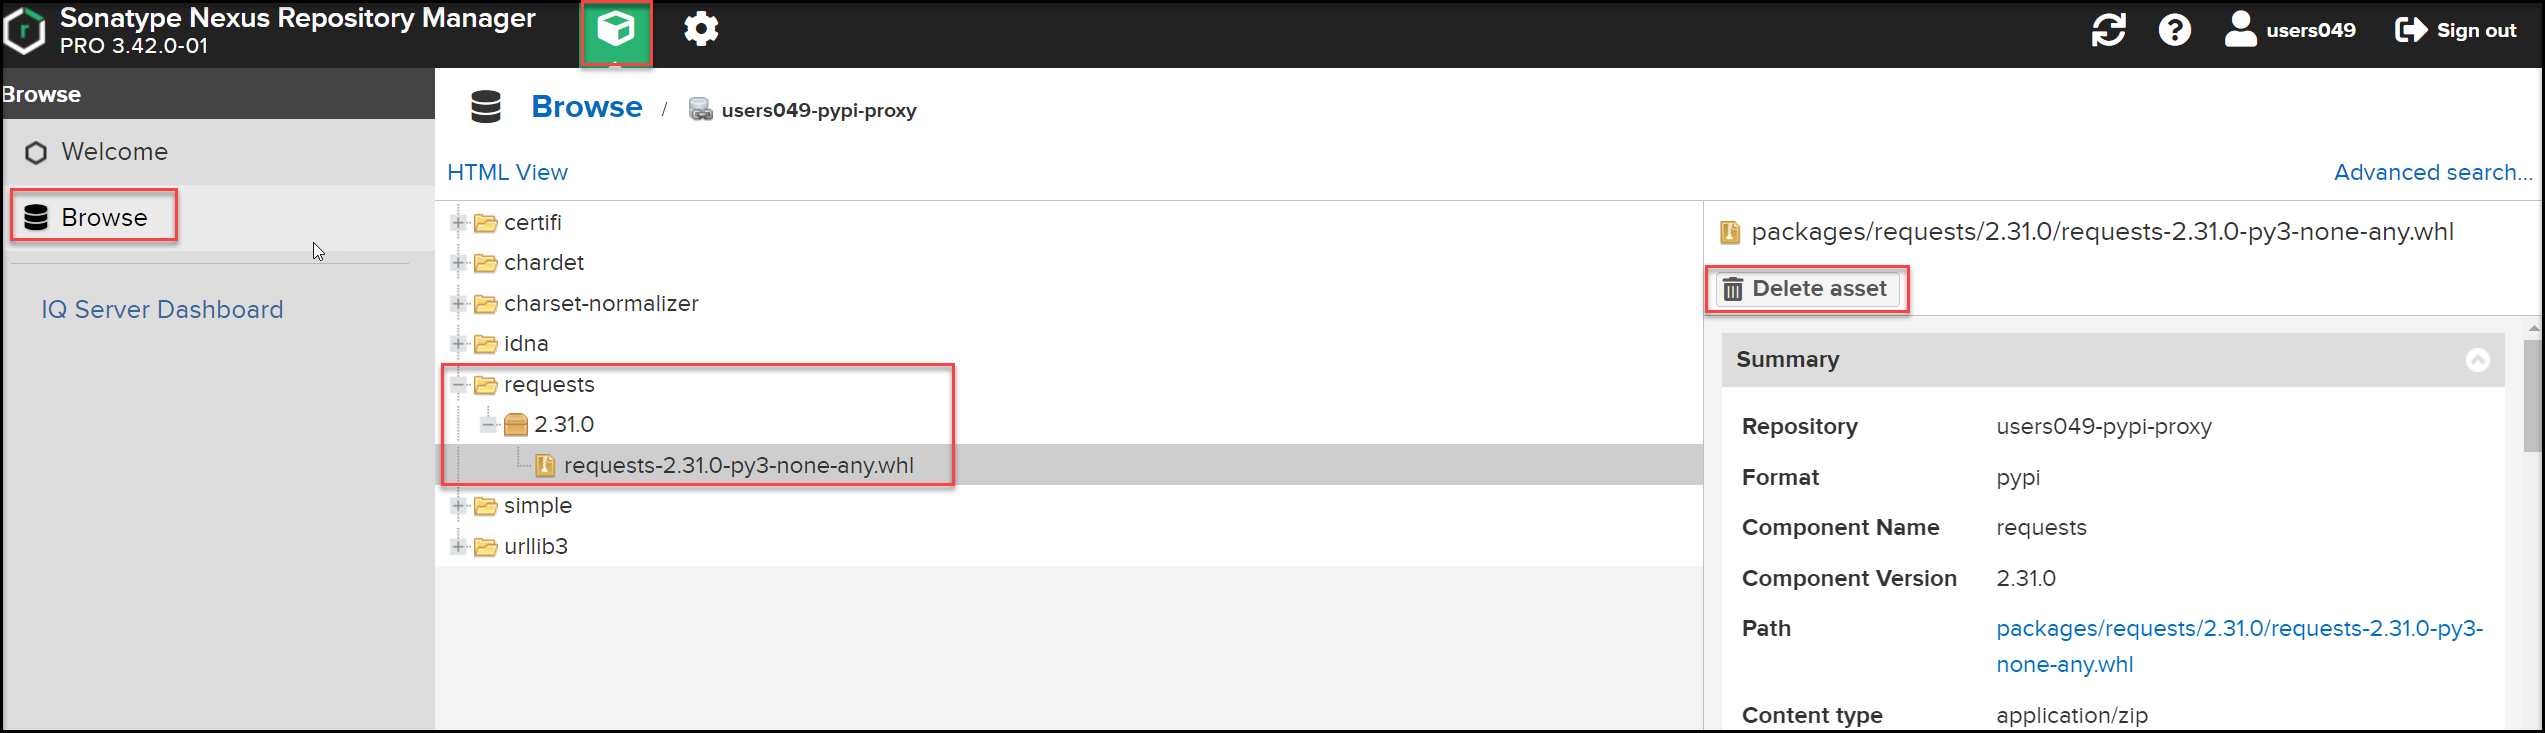 Sonatype Nexus Repository Manager
PRO 3.42.0-01
users049
Sign out
Browse
Welcome
Browse
IQ Server Dashboard
Browse / users049-pypi-proxy
HTML View
Advanced search...
certifi
chardet
charset-normalizer
idna
requests
2.31.0
requests-2.31.0-py3-none-any.whl
simple
urllib3
packages/requests/2.31.0/requests-2.31.0-py3-none-any.whl
Delete asset
Summary
Repository users049-pypi-proxy
Format pypi
Component Name requests
Component Version 2.31.0
Path packages/requests/2.31.0/requests-2.31.0-py3-
none-any.whl
Content type application/zip